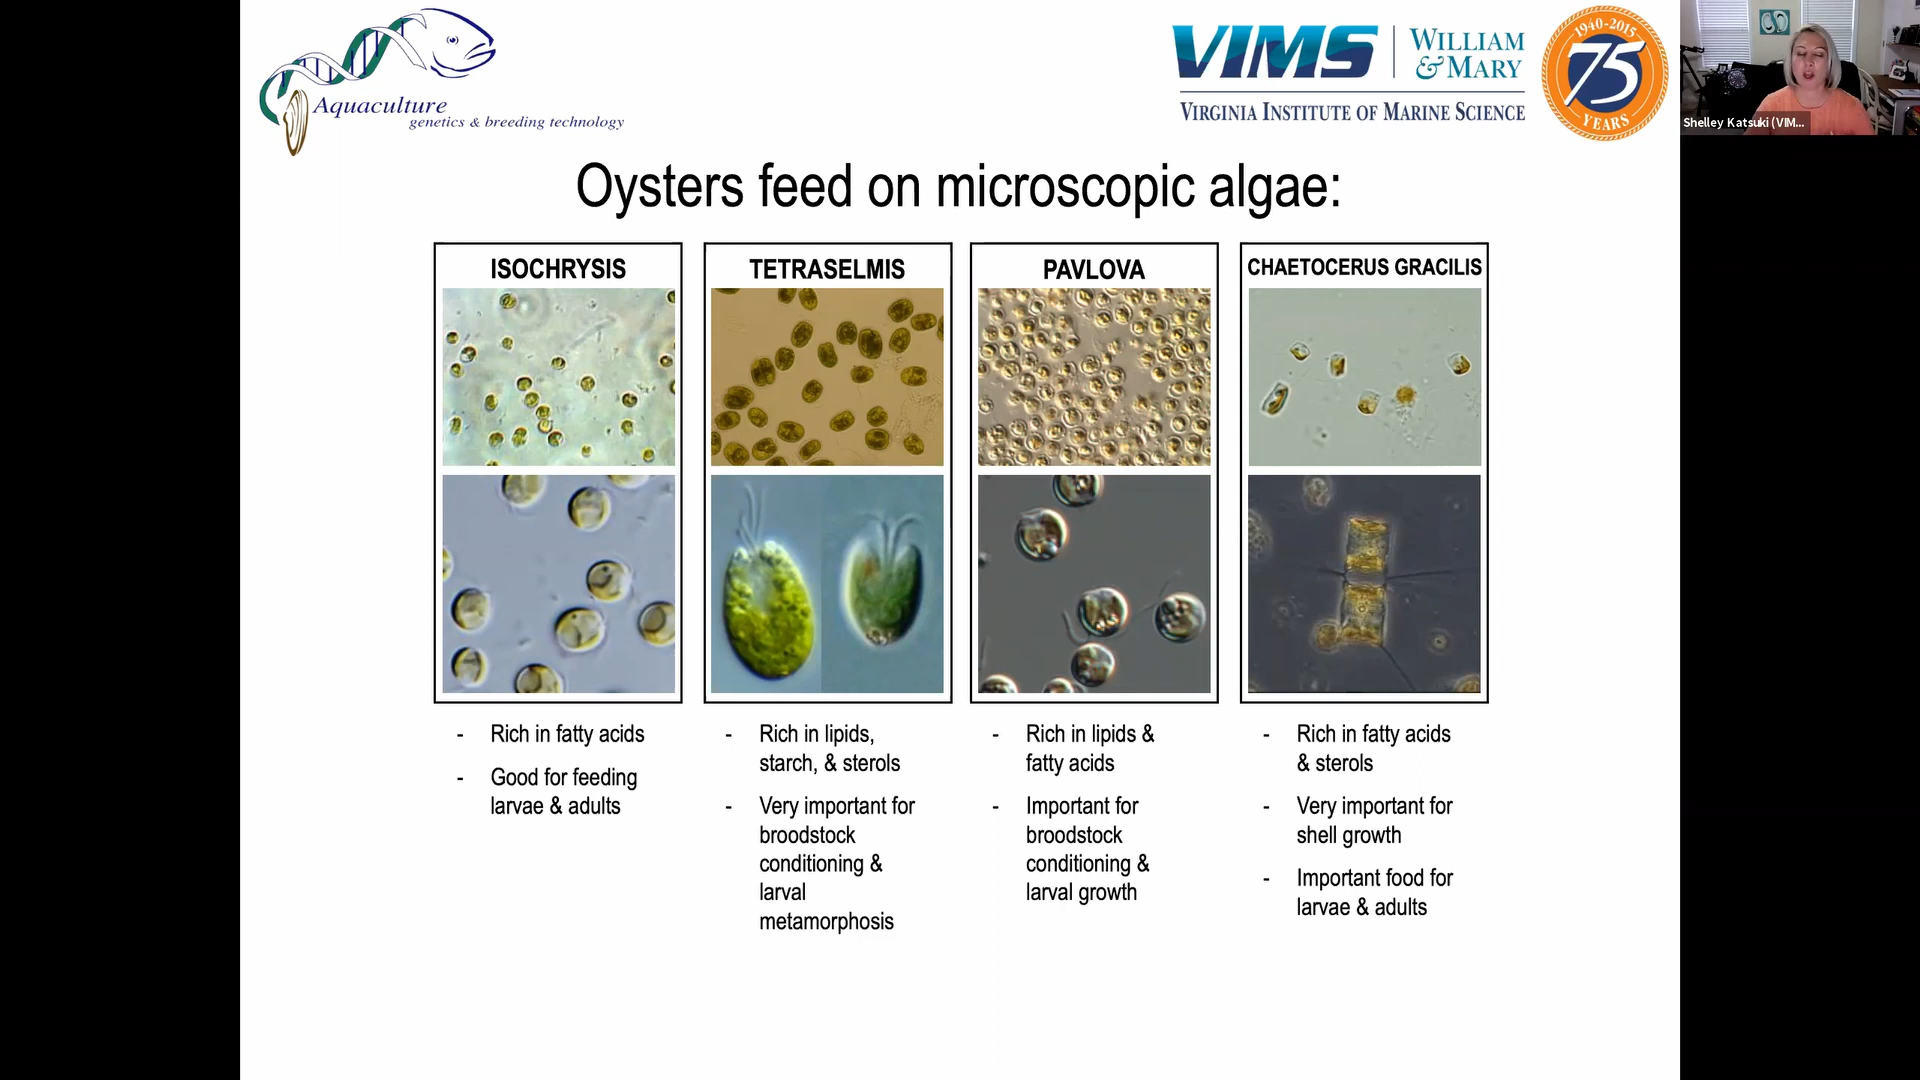 Aquaculture
genetics & breeding technology
VIMS
WILLIAM
& MARY
VIRGINIA INSTITUTE OF MARINE SCIENCE
1940-2015
75
YEARS
Shelley Katsuki (VIM...
Oysters feed on microscopic algae:
ISOCHRYSIS
- Rich in fatty acids
- Good for feeding
larvae & adults
TETRASELMIS
- Rich in lipids,
starch, & sterols
- Very important for
broodstock
conditioning &
larval
metamorphosis
PAVLOVA
- Rich in lipids &
fatty acids
- Important for
broodstock
conditioning &
larval growth
CHAETOCERUS GRACILIS
- Rich in fatty acids
& sterols
- Very important for
shell growth
- Important food for
larvae & adults